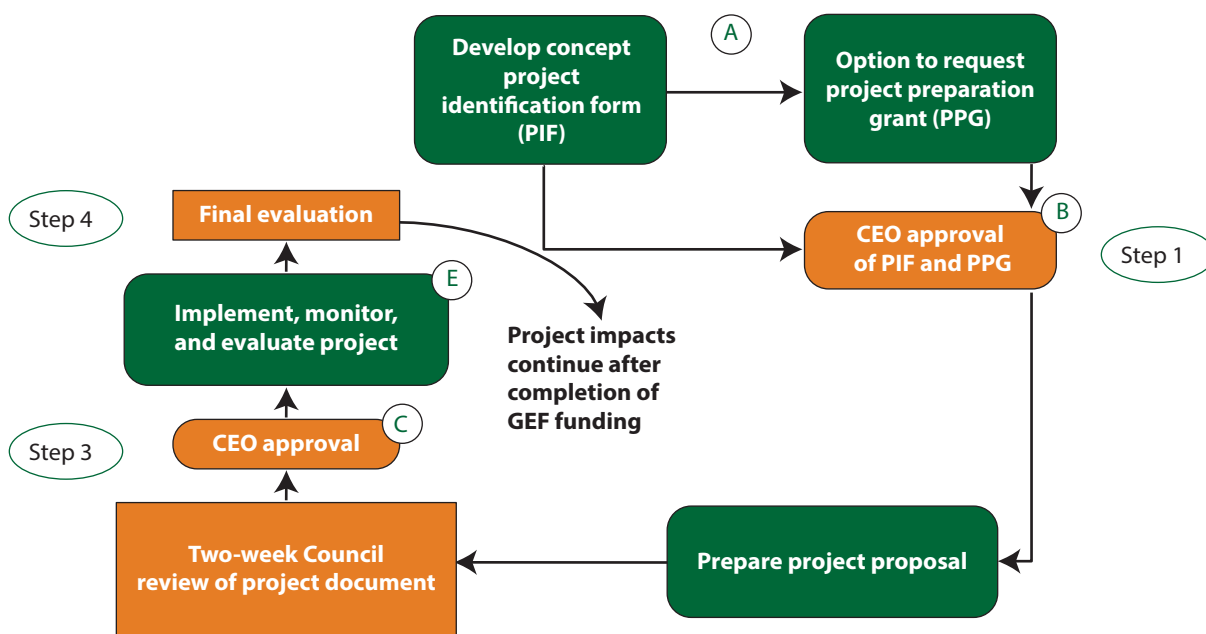 Develop concept
project
identification form
(PIF)
A
Option to request
project preparation
grant (PPG)
Step 4
Final evaluation
B
CEO approval
of PIF and PPG
Step 1
E
Implement, monitor,
and evaluate project
Project impacts
continue after
completion of
GEF funding
Step 3
CEO approval
C
Two-week Council
review of project document
Prepare project proposal